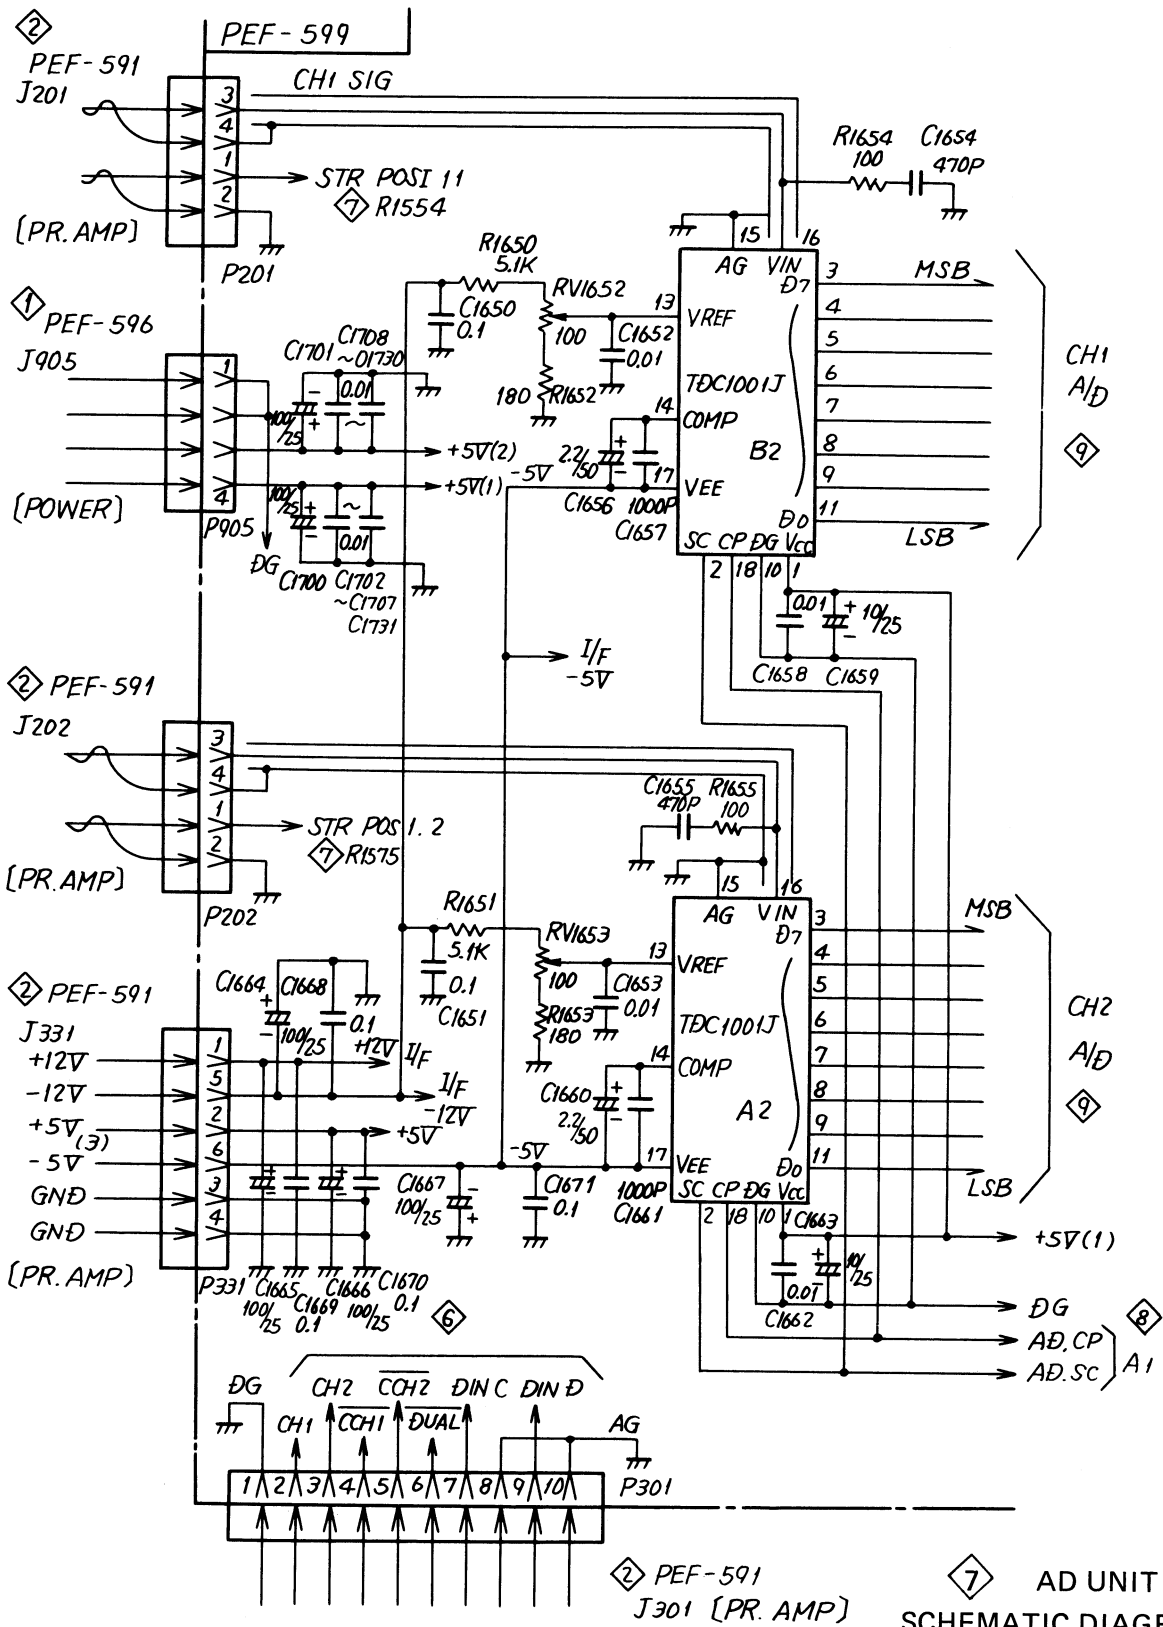 2
PEF-599
PEF-591
J201
CH1 SIG
3
4
1
2
STR POSI 11
7 R1554
[PR.AMP]
P201
R1654
100
C1654
470P
15
16
AG
VIN
D7
R1650
5.1K
RV1652
100
C1650
0.1
13
VREF
C1652
0.01
180
R1652
TDC1001J
14
COMP
B2
2.2/50
-5V
17
VEE
C1656
1000P
C1657
D0
SC CP DG VCC
2 18 10 1
3
MSB
4
5
6
7
8
9
11
LSB
CH1
A/D
9
1
PEF-596
J905
1
4
C1701
C1708
~C1730
0.01
100/25
~
+5V(2)
+5V(1)
[POWER]
P905
100/25
~
0.01
DG
C1700
C1702
~C1707
C1731
0.01
10/25
C1658
C1659
I/F
-5V
2
PEF-591
J202
3
4
1
2
STR POS 1.2
7 R1575
[PR.AMP]
P202
C1655
470P
R1655
100
15
16
AG
VIN
D7
R1651
5.1K
RV1653
100
0.1
C1651
13
VREF
C1653
0.01
R1653
180
TDC1001J
14
COMP
A2
C1660
2.2/50
-5V
17
VEE
1000P
C1661
D0
SC CP DG VCC
2 18 10 1
3
MSB
4
5
6
7
8
9
11
LSB
CH2
A/D
9
2
PEF-591
J331
C1664
C1668
100/25
0.1
+12V
-12V
+5V
(3)
-5V
GND
GND
1
5
2
6
3
4
+12V I/F
I/F
-12V
+5V
C1667
100/25
C1671
0.1
[PR.AMP]
P331
C1665
100/25
C1669
0.1
C1666
100/25
C1670
0.1
6
C1663
10/25
0.01
C1662
+5V(1)
DG
AD.CP
AD.SC
A1
8
DG
CH1
CH2
CCH1
CCH2
DUAL
DIN C
DIN D
AG
1 2 3 4 5 6 7 8 9 10
P301
2
PEF-591
J301 [PR. AMP]
7
AD UNIT
SCHEMATIC DIAGR